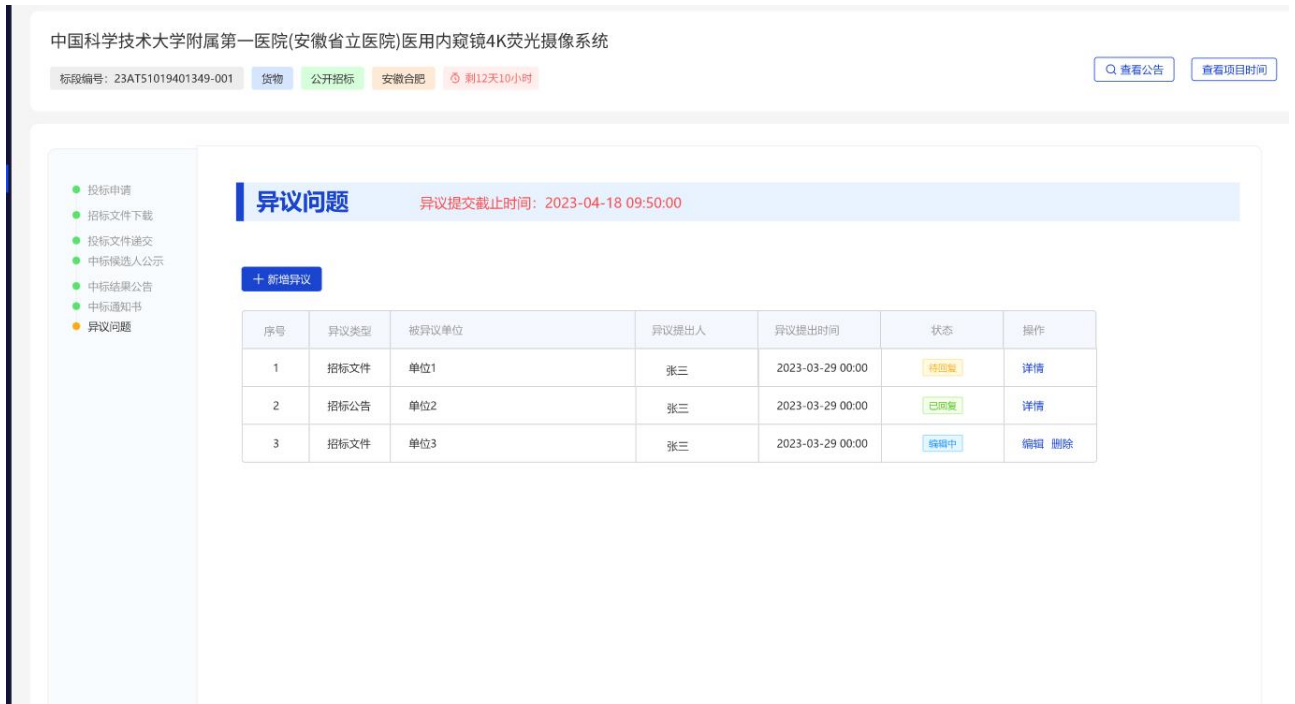 中国科学技术大学附属第一医院(安徽省立医院)医用内窥镜4K荧光摄像系统
标段编号：23AT51019401349-001 货物 公开招标 安徽合肥 剩12天10小时
查看公告 查看项目时间
投标申请
招标文件下载
投标文件递交
中标候选人公示
中标结果公告
中标通知书
异议问题
异议问题 异议提交截止时间：2023-04-18 09:50:00
新增异议
序号 异议类型 被异议单位 异议提出人 异议提出时间 状态 操作
1 招标文件 单位1 张三 2023-03-29 00:00 待回复 详情
2 招标公告 单位2 张三 2023-03-29 00:00 已回复 详情
3 招标文件 单位3 张三 2023-03-29 00:00 编辑中 编辑 删除